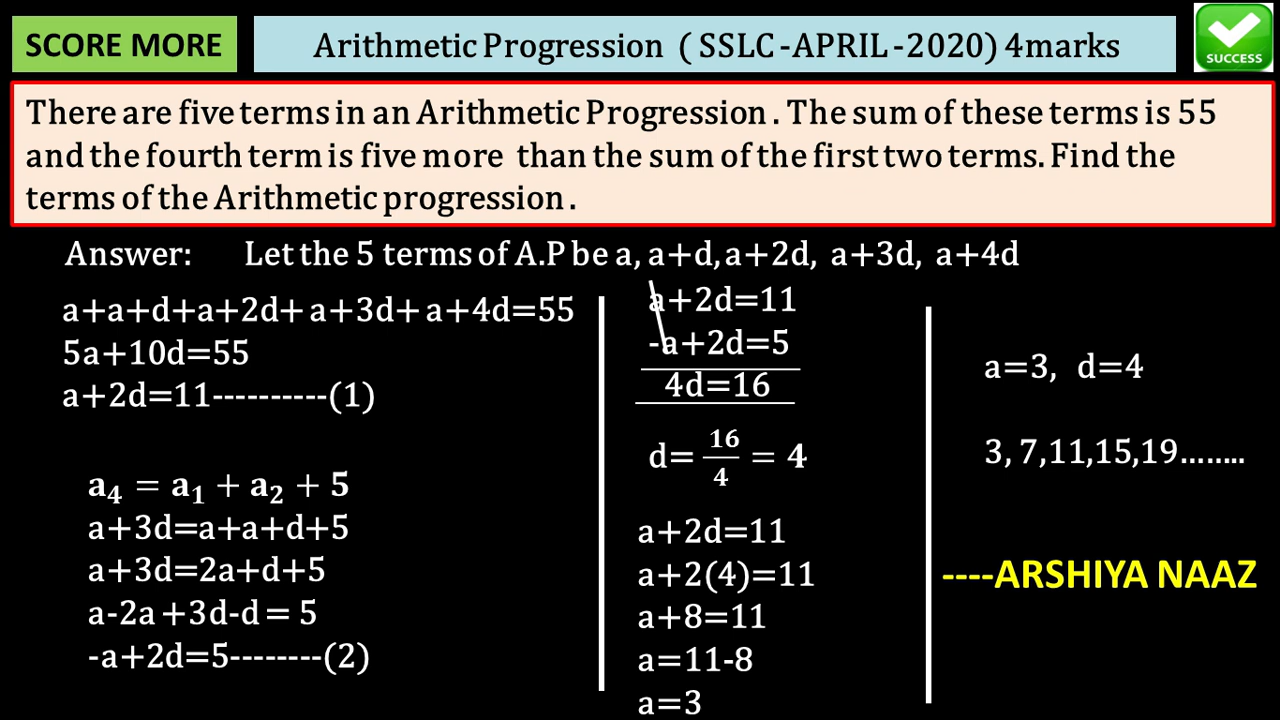 SCORE MORE
Arithmetic Progression ( SSLC -APRIL -2020) 4marks
SUCCESS
There are five terms in an Arithmetic Progression . The sum of these terms is 55
and the fourth term is five more than the sum of the first two terms. Find the
terms of the Arithmetic progression .
Answer: Let the 5 terms of A.P be a, a+d, a+2d, a+3d, a+4d
a+a+d+a+2d+ a+3d+ a+4d=55
5a+10d=55
a+2d=11----------(1)
a₄ = a₁ + a₂ + 5
a+3d=a+a+d+5
a+3d=2a+d+5
a-2a+3d-d= 5
-a+2d=5--------(2)
a+2d=11
-a+2d=5
4d=16
d= 16/4 = 4
a+2d=11
a+2(4)=11
a+8=11
a=11-8
a=3
a=3, d=4
3, 7,11,15,19........
----ARSHIYA NAAZ